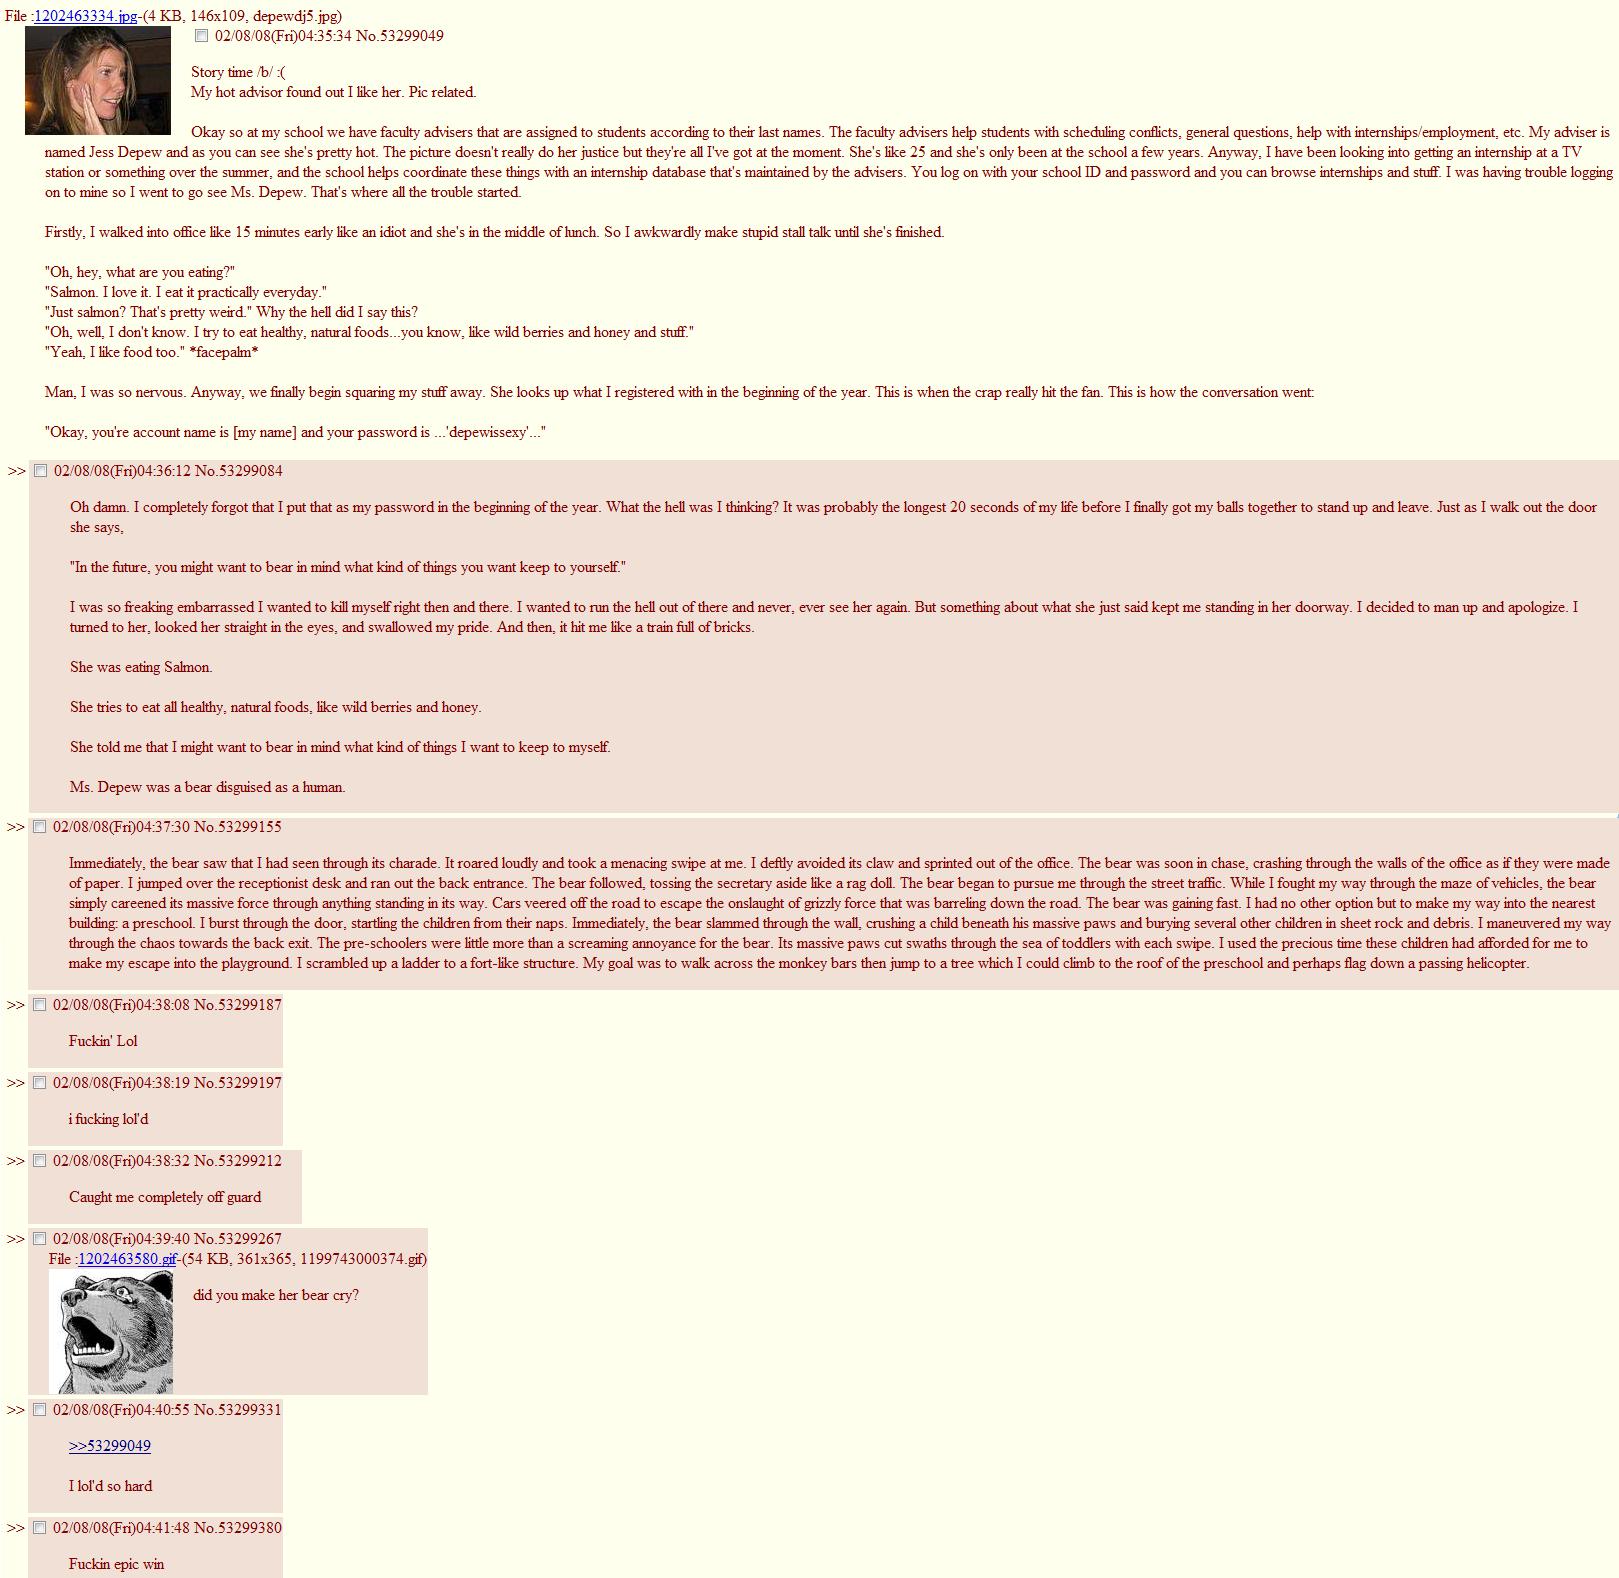 File :1202463334.jpg-(4 KB, 146x109, depewdj5.jpg)
02/08/08(Fri)04:35:34 No.53299049
Story time /b/ :(
My hot advisor found out I like her. Pic related.
Okay so at my school we have faculty advisers that are assigned to students according to their last names. The faculty advisers help students with scheduling conflicts, general questions, help with internships/employment, etc. My adviser is
named Jess Depew and as you can see she's pretty hot. The picture doesn't really do her justice but they're all I've got at the moment. She's like 25 and she's only been at the school a few years. Anyway, I have been looking into getting an internship at a TV
station or something over the summer, and the school helps coordinate these things with an internship database that's maintained by the advisers. You log on with your school ID and password and you can browse internships and stuff. I was having trouble logging
on to mine so I went to go see Ms. Depew. That's where all the trouble started.
Firstly, I walked into office like 15 minutes early like an idiot and she's in the middle of lunch. So I awkwardly make stupid stall talk until she's finished.
"Oh, hey, what are you eating?"
"Salmon. I love it. I eat it practically everyday."
"Just salmon? That's pretty weird." Why the hell did I say this?
"Oh, well, I don't know. I try to eat healthy, natural foods...you know, like wild berries and honey and stuff."
"Yeah, I like food too." *facepalm*
Man, I was so nervous. Anyway, we finally begin squaring my stuff away. She looks up what I registered with in the beginning of the year. This is when the crap really hit the fan. This is how the conversation went:
"Okay, you're account name is [my name] and your password is ...'depewissexy'..."
>> 02/08/08(Fri)04:36:12 No.53299084
Oh damn. I completely forgot that I put that as my password in the beginning of the year. What the hell was I thinking? It was probably the longest 20 seconds of my life before I finally got my balls together to stand up and leave. Just as I walk out the door
she says,
"In the future, you might want to bear in mind what kind of things you want keep to yourself."
I was so freaking embarrassed I wanted to kill myself right then and there. I wanted to run the hell out of there and never, ever see her again. But something about what she just said kept me standing in her doorway. I decided to man up and apologize. I
turned to her, looked her straight in the eyes, and swallowed my pride. And then, it hit me like a train full of bricks.
She was eating Salmon.
She tries to eat all healthy, natural foods, like wild berries and honey.
She told me that I might want to bear in mind what kind of things I want to keep to myself.
Ms. Depew was a bear disguised as a human.
>> 02/08/08(Fri)04:37:30 No.53299155
Immediately, the bear saw that I had seen through its charade. It roared loudly and took a menacing swipe at me. I deftly avoided its claw and sprinted out of the office. The bear was soon in chase, crashing through the walls of the office as if they were made
of paper. I jumped over the receptionist desk and ran out the back entrance. The bear followed, tossing the secretary aside like a rag doll. The bear began to pursue me through the street traffic. While I fought my way through the maze of vehicles, the bear
simply careened its massive force through anything standing in its way. Cars veered off the road to escape the onslaught of grizzly force that was barreling down the road. The bear was gaining fast. I had no other option but to make my way into the nearest
building: a preschool. I burst through the door, startling the children from their naps. Immediately, the bear slammed through the wall, crushing a child beneath his massive paws and burying several other children in sheet rock and debris. I maneuvered my way
through the chaos towards the back exit. The pre-schoolers were little more than a screaming annoyance for the bear. Its massive paws cut swaths through the sea of toddlers with each swipe. I used the precious time these children had afforded for me to
make my escape into the playground. I scrambled up a ladder to a fort-like structure. My goal was to walk across the monkey bars then jump to a tree which I could climb to the roof of the preschool and perhaps flag down a passing helicopter.
>> 02/08/08(Fri)04:38:08 No.53299187
Fuckin' Lol
>> 02/08/08(Fri)04:38:19 No.53299197
i fucking lol'd
>> 02/08/08(Fri)04:38:32 No.53299212
Caught me completely off guard
>> 02/08/08(Fri)04:39:40 No.53299267
File :1202463580.gif-(54 KB, 361x365, 1199743000374.gif)
did you make her bear cry?
>> 02/08/08(Fri)04:40:55 No.53299331
>>53299049
I lol'd so hard
>> 02/08/08(Fri)04:41:48 No.53299380
Fuckin epic win